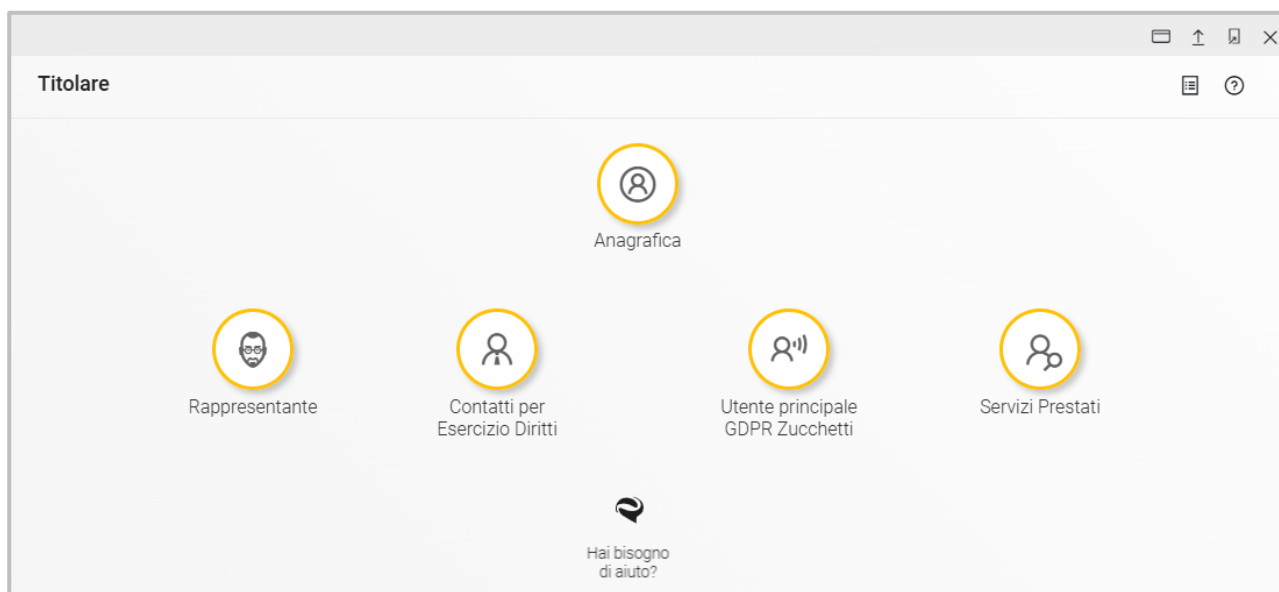 Titolare
Anagrafica
Rappresentante
Contatti per
Esercizio Diritti
Utente principale
GDPR Zucchetti
Servizi Prestati
Hai bisogno
di aiuto?